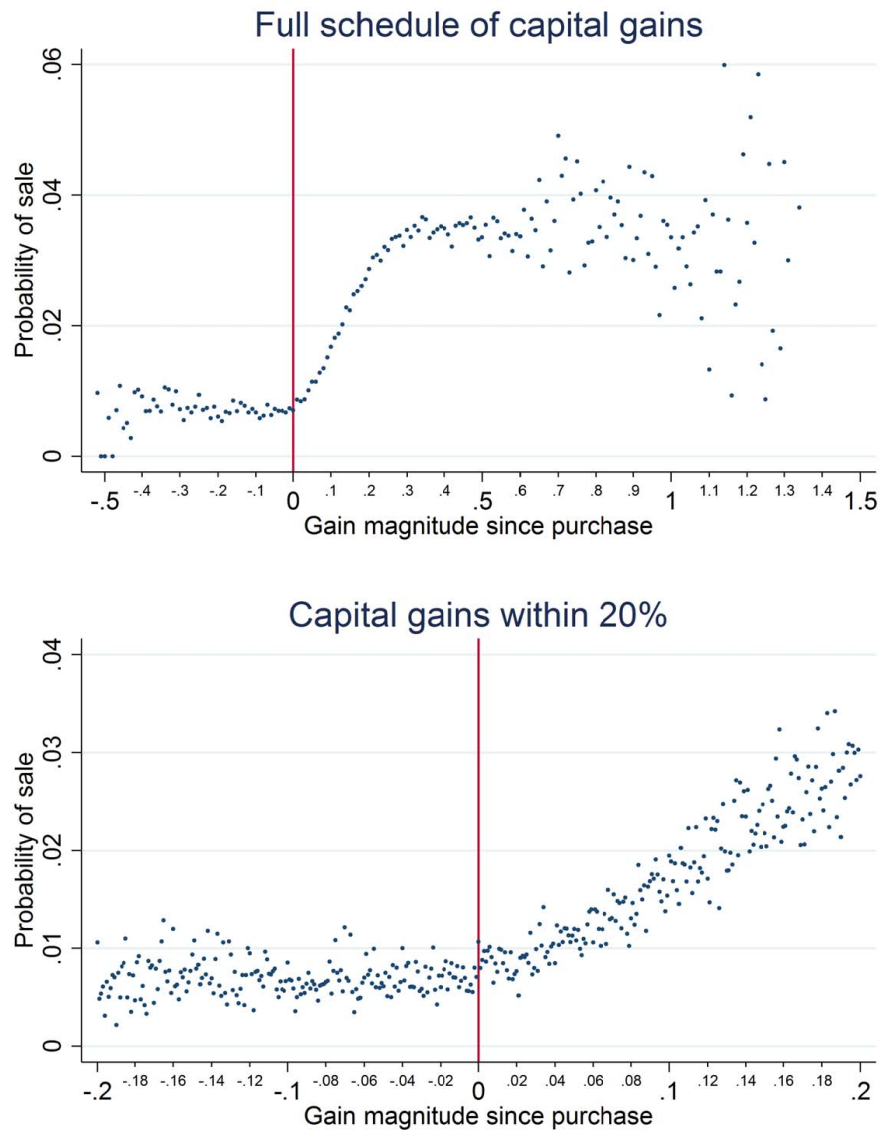 Full schedule of capital gains
.06
.04
.02
0
Probability of sale
-.5 -.4 -.3 -.2 -.1 0 .1 .2 .3 .4 .5 .6 .7 .8 .9 1 1.1 1.2 1.3 1.4 1.5
Gain magnitude since purchase
Capital gains within 20%
.04
.03
.02
.01
0
Probability of sale
-.2 -.18 -.16 -.14 -.12 -.1 -.08 -.06 -.04 -.02 0 .02 .04 .06 .08 .1 .12 .14 .16 .18 .2
Gain magnitude since purchase